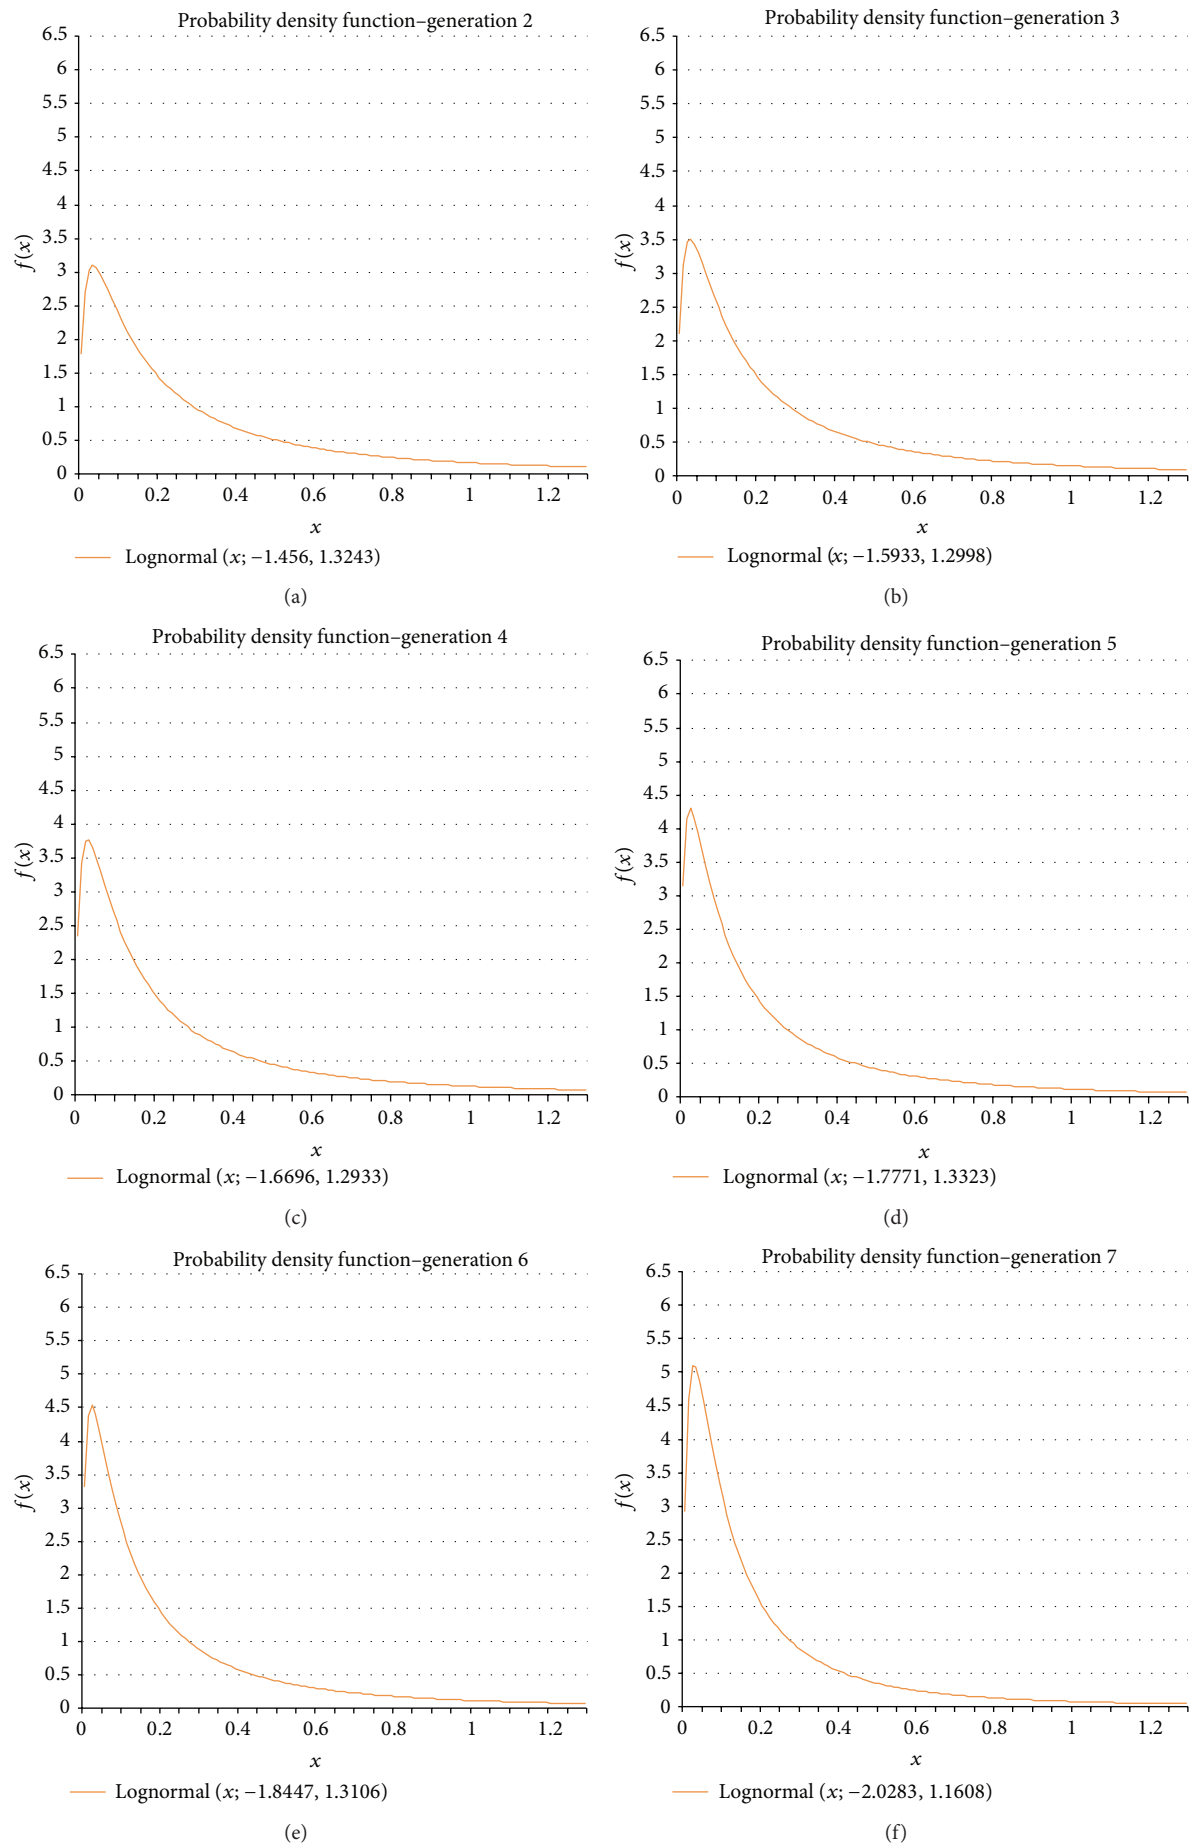 Probability density function–generation 2
6.5
6
5.5
5
4.5
4
3.5
3
2.5
2
1.5
1
0.5
0
f(x)
0 0.2 0.4 0.6 0.8 1 1.2
x
Lognormal (x; −1.456, 1.3243)
(a)
Probability density function–generation 3
6.5
6
5.5
5
4.5
4
3.5
3
2.5
2
1.5
1
0.5
0
f(x)
0 0.2 0.4 0.6 0.8 1 1.2
x
Lognormal (x; −1.5933, 1.2998)
(b)
Probability density function–generation 4
6.5
6
5.5
5
4.5
4
3.5
3
2.5
2
1.5
1
0.5
0
f(x)
0 0.2 0.4 0.6 0.8 1 1.2
x
Lognormal (x; −1.6696, 1.2933)
(c)
Probability density function–generation 5
6.5
6
5.5
5
4.5
4
3.5
3
2.5
2
1.5
1
0.5
0
f(x)
0 0.2 0.4 0.6 0.8 1 1.2
x
Lognormal (x; −1.7771, 1.3323)
(d)
Probability density function–generation 6
6.5
6
5.5
5
4.5
4
3.5
3
2.5
2
1.5
1
0.5
0
f(x)
0 0.2 0.4 0.6 0.8 1 1.2
x
Lognormal (x; −1.8447, 1.3106)
(e)
Probability density function–generation 7
6.5
6
5.5
5
4.5
4
3.5
3
2.5
2
1.5
1
0.5
0
f(x)
0 0.2 0.4 0.6 0.8 1 1.2
x
Lognormal (x; −2.0283, 1.1608)
(f)